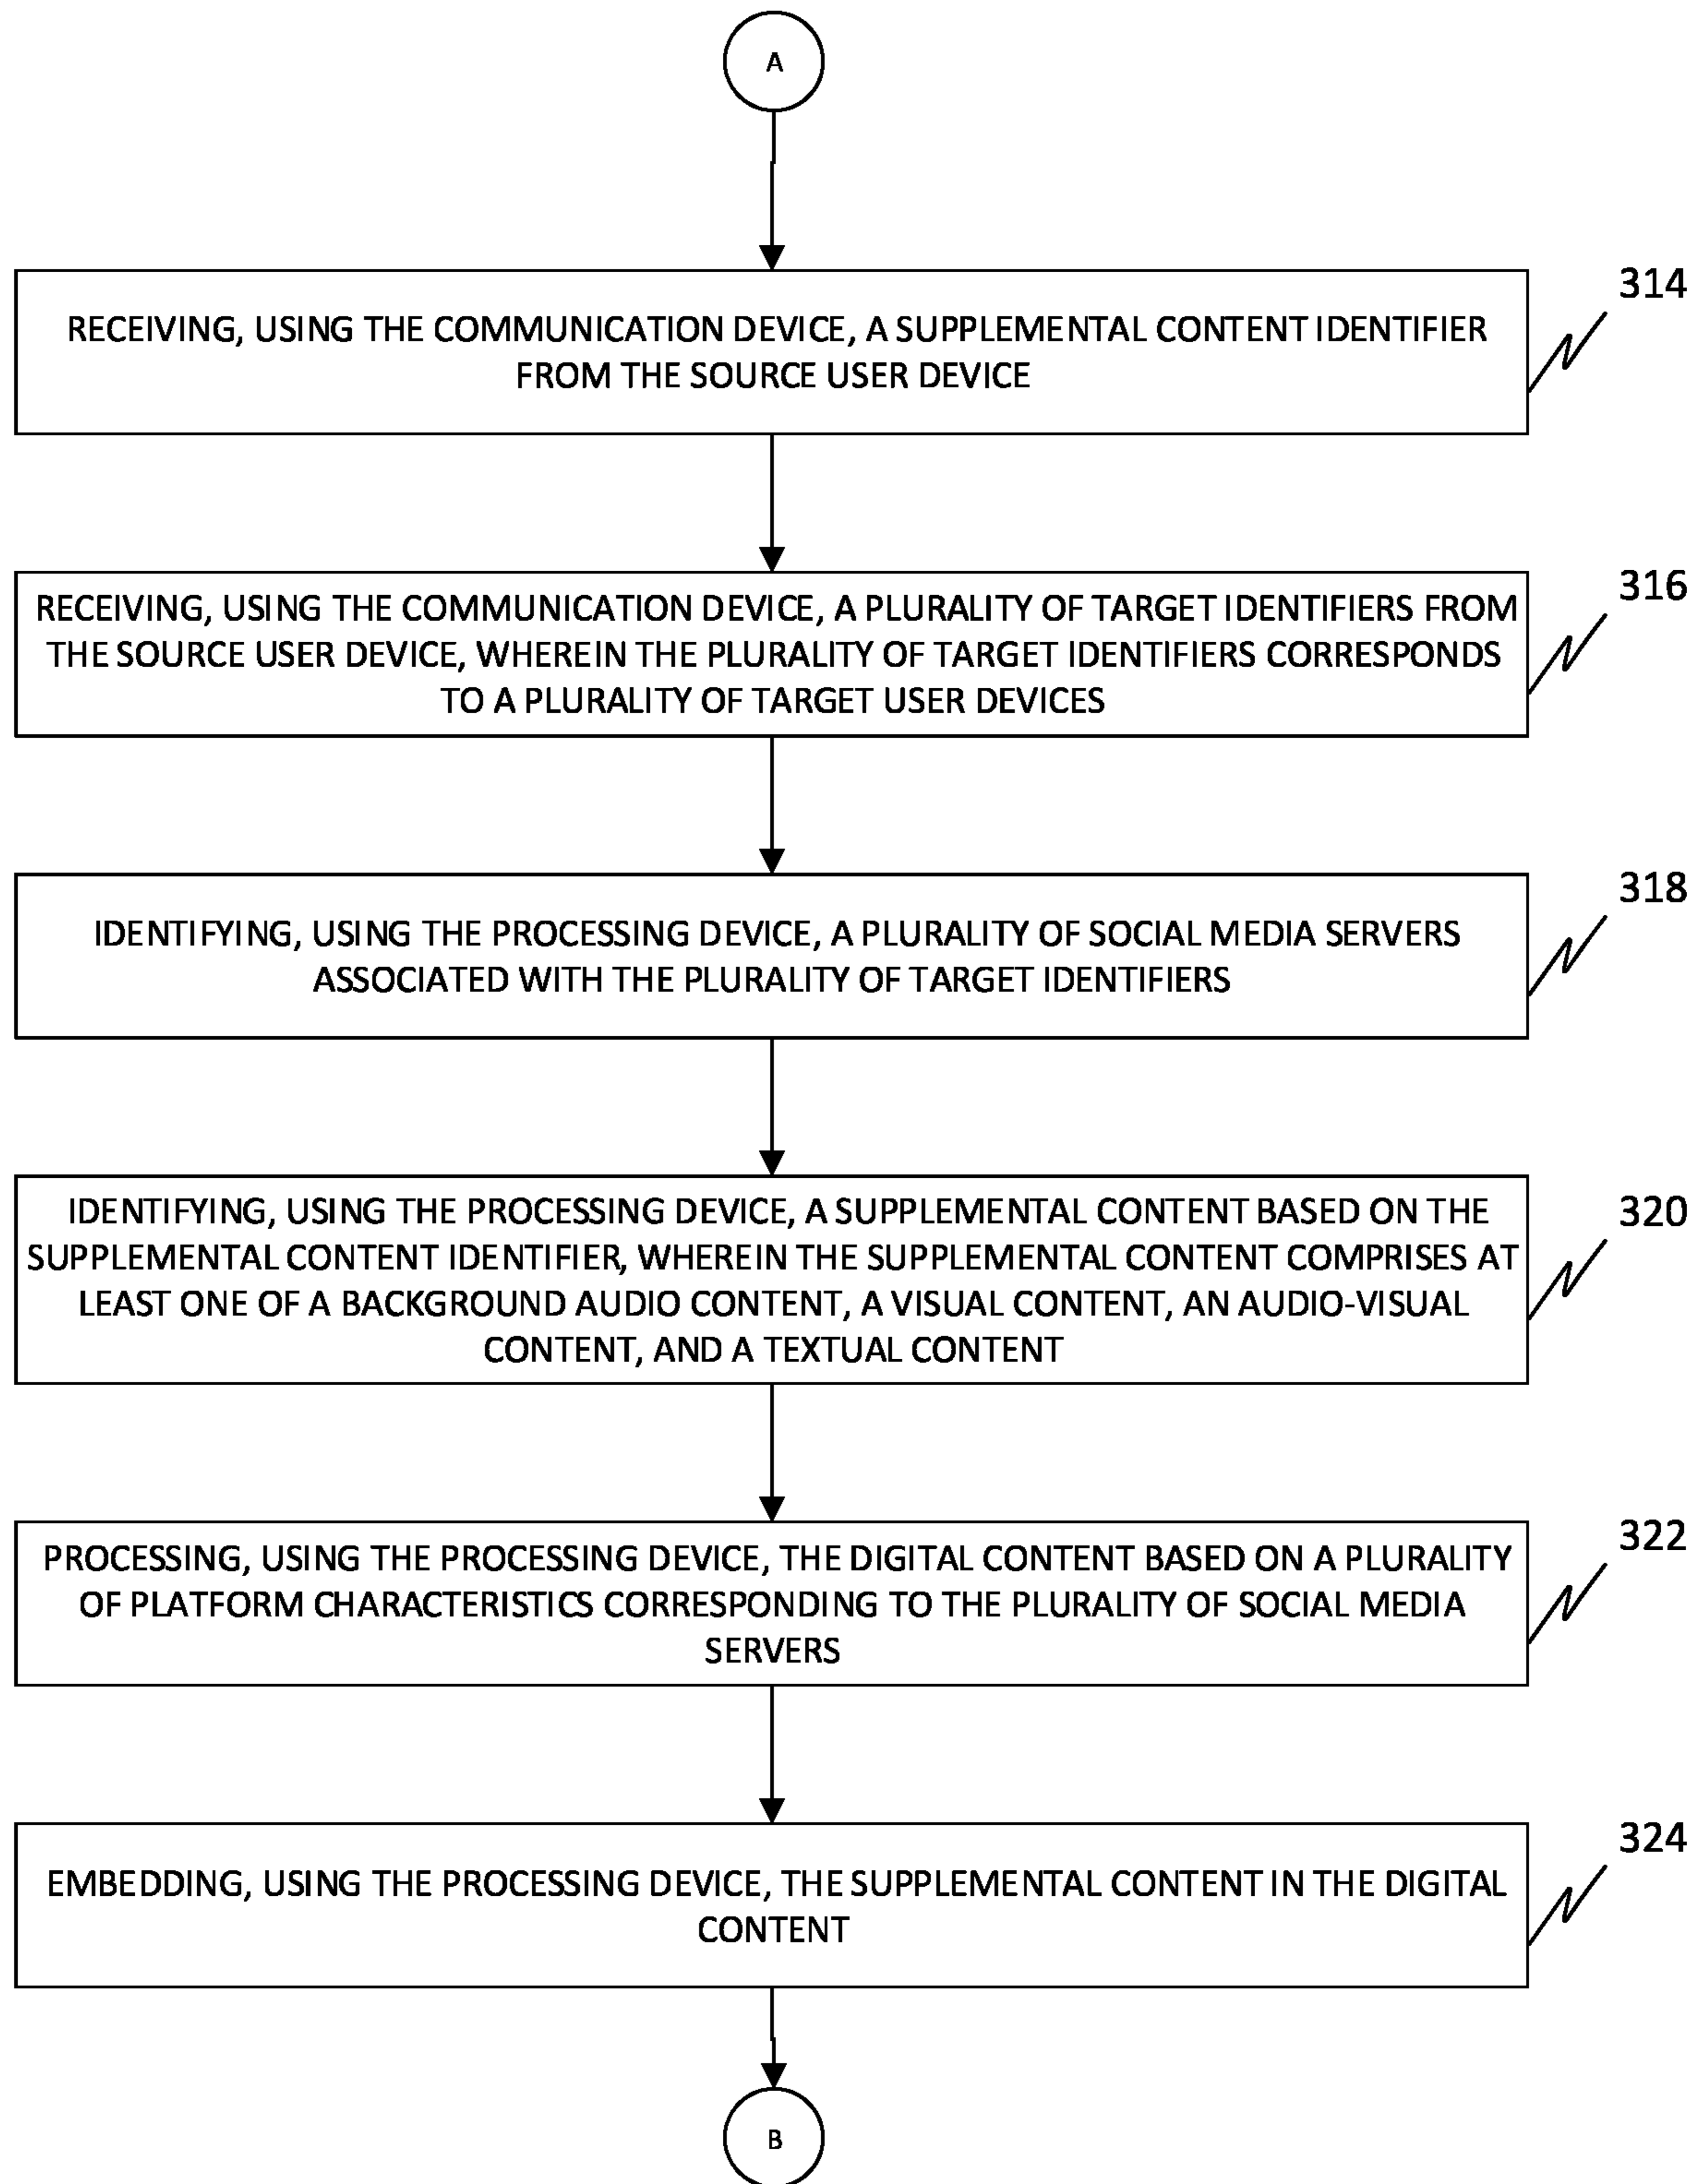 A
314
RECEIVING, USING THE COMMUNICATION DEVICE, A SUPPLEMENTAL CONTENT IDENTIFIER
FROM THE SOURCE USER DEVICE
316
RECEIVING, USING THE COMMUNICATION DEVICE, A PLURALITY OF TARGET IDENTIFIERS FROM
THE SOURCE USER DEVICE, WHEREIN THE PLURALITY OF TARGET IDENTIFIERS CORRESPONDS
TO A PLURALITY OF TARGET USER DEVICES
318
IDENTIFYING, USING THE PROCESSING DEVICE, A PLURALITY OF SOCIAL MEDIA SERVERS
ASSOCIATED WITH THE PLURALITY OF TARGET IDENTIFIERS
320
IDENTIFYING, USING THE PROCESSING DEVICE, A SUPPLEMENTAL CONTENT BASED ON THE
SUPPLEMENTAL CONTENT IDENTIFIER, WHEREIN THE SUPPLEMENTAL CONTENT COMPRISES AT
LEAST ONE OF A BACKGROUND AUDIO CONTENT, A VISUAL CONTENT, AN AUDIO-VISUAL
CONTENT, AND A TEXTUAL CONTENT
322
PROCESSING, USING THE PROCESSING DEVICE, THE DIGITAL CONTENT BASED ON A PLURALITY
OF PLATFORM CHARACTERISTICS CORRESPONDING TO THE PLURALITY OF SOCIAL MEDIA
SERVERS
324
EMBEDDING, USING THE PROCESSING DEVICE, THE SUPPLEMENTAL CONTENT IN THE DIGITAL
CONTENT
B